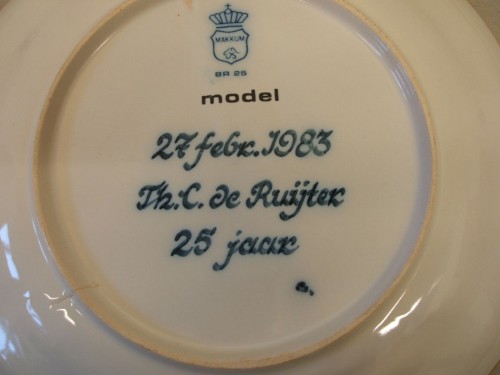 MAKKUM
BR 25
model
27 febr. 1983
Th. C. de Ruijter
25 jaar